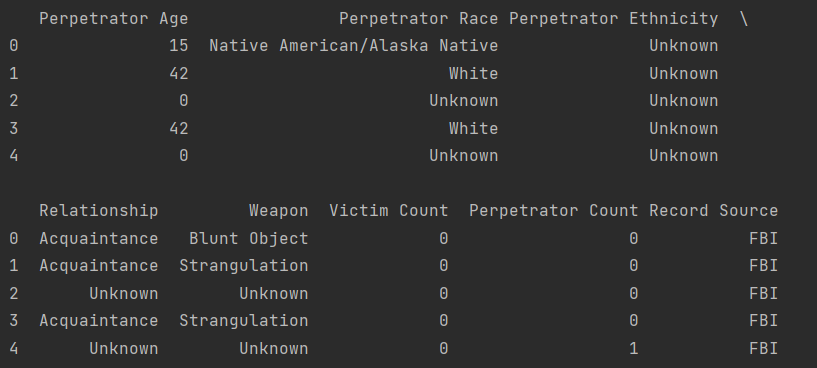 Perpetrator Age Perpetrator Race Perpetrator Ethnicity \
0 15 Native American/Alaska Native Unknown
1 42 White Unknown
2 0 Unknown Unknown
3 42 White Unknown
4 0 Unknown Unknown
Relationship Weapon Victim Count Perpetrator Count Record Source
0 Acquaintance Blunt Object 0 0 FBI
1 Acquaintance Strangulation 0 0 FBI
2 Unknown Unknown 0 0 FBI
3 Acquaintance Strangulation 0 0 FBI
4 Unknown Unknown 0 1 FBI